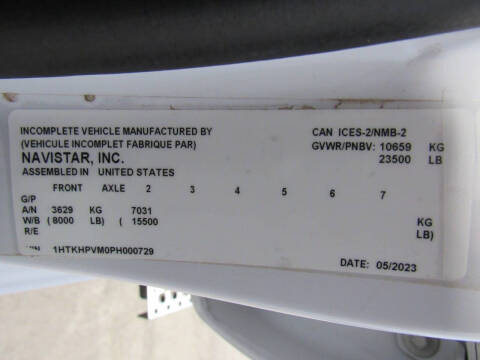 INCOMPLETE VEHICLE MANUFACTURED BY
(VEHICULE INCOMPLET FABRIQUE PAR)
NAVISTAR, INC.
ASSEMBLED IN UNITED STATES
CAN ICES-2/NMB-2
GVWR/PNBV: 10659 KG
23500 LB
FRONT AXLE 2 3 4 5 6 7
G/P
A/N 3629 KG 7031 KG
W/B (8000 LB) (15500 LB)
R/E
1HTKHPVM0PH000729
DATE: 05/2023